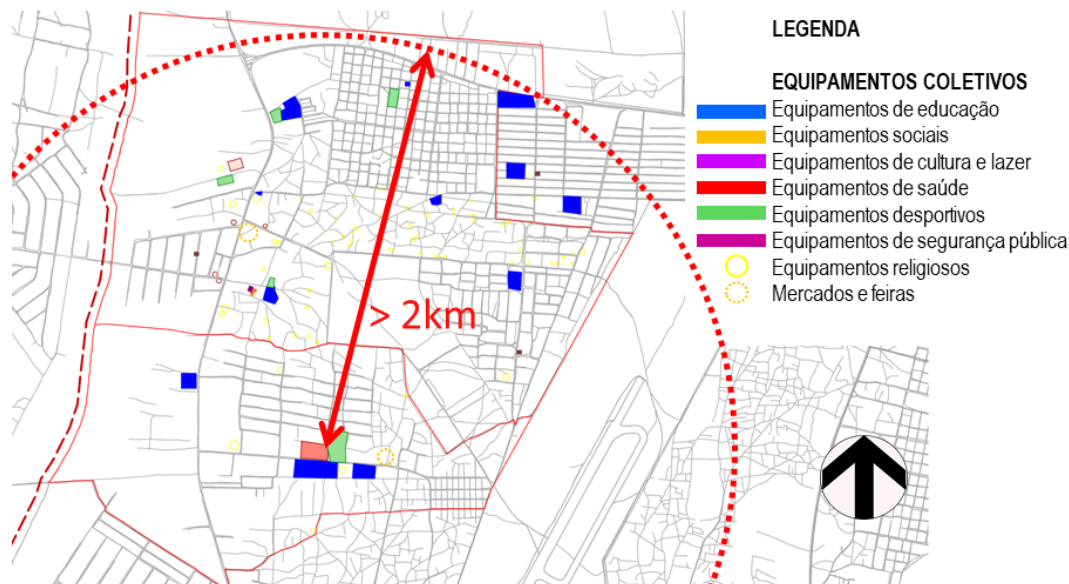 LEGENDA
EQUIPAMENTOS COLETIVOS
Equipamentos de educação
Equipamentos sociais
Equipamentos de cultura e lazer
Equipamentos de saúde
Equipamentos desportivos
Equipamentos de segurança pública
Equipamentos religiosos
Mercados e feiras
> 2km